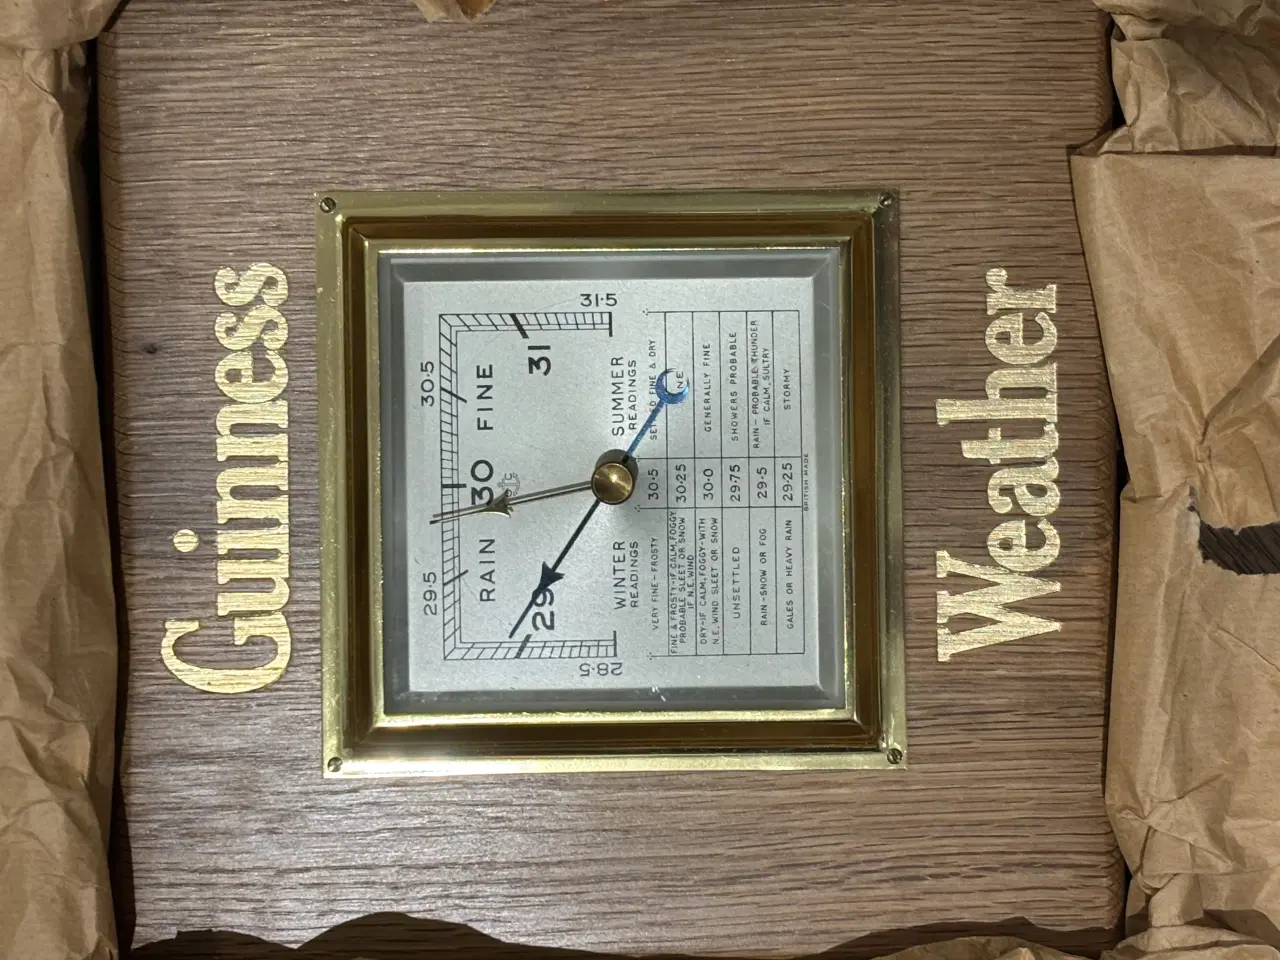 Guinness
29·5
30·5
RAIN
30
FINE
29
31
28·5
31·5
WINTER
READINGS
SUMMER
READINGS
VERY FINE - FROSTY
30·5
FINE & DRY
FINE & FROSTY-IF CALM, FOGGY
PROBABLE SLEET OR SNOW
IF N.E. WIND
30·25
NE
DRY-IF CALM, FOGGY-WITH
N.E. WIND SLEET OR SNOW
30·0
GENERALLY FINE
UNSETTLED
29·75
SHOWERS PROBABLE
RAIN - SNOW OR FOG
29·5
RAIN - PROBABLE THUNDER
IF CALM, SULTRY
GALES OR HEAVY RAIN
29·25
STORMY
BRITISH MADE
Weather